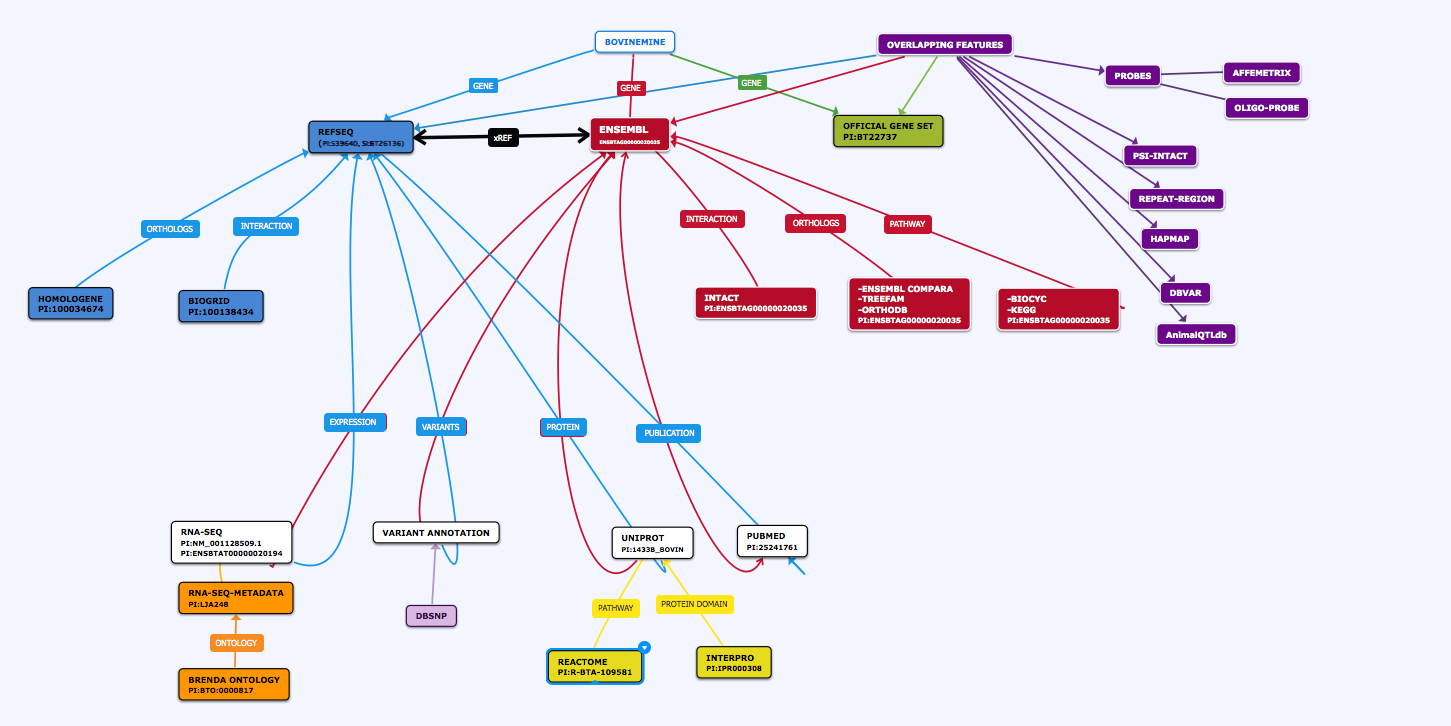 BOVINEMINE
OVERLAPPING FEATURES
PROBES
AFFEMETRIX
OLIGO-PROBE
GENE
GENE
GENE
REFSEQ
xREF
ENSEMBL
ENSBTAG00000020035
OFFICIAL GENE SET
PI:BT22737
PSI-INTACT
REPEAT-REGION
HAPMAP
DBVAR
AnimalQTLdb
ORTHOLOGS
INTERACTION
INTERACTION
ORTHOLOGS
PATHWAY
HOMOLOGENE
PI:100034674
BIOGRID
PI:100138434
INTACT
PI:ENSBTAG00000020035
-ENSEMBL COMPARA
-TREEFAM
-ORTHODB
PI:ENSBTAG00000020035
-BIOCYC
-KEGG
PI:ENSBTAG00000020035
EXPRESSION
VARIANTS
PROTEIN
PUBLICATION
RNA-SEQ
PI:NM_001128509.1
PI:ENSBTAT00000020194
VARIANT ANNOTATION
UNIPROT
PI:1433B_BOVIN
PUBMED
PI:25241761
RNA-SEQ-METADATA
PI:LJA248
DBSNP
PATHWAY
PROTEIN DOMAIN
ONTOLOGY
REACTOME
PI:R-BTA-109581
INTERPRO
PI:IPR000308
BRENDA ONTOLOGY
PI:BTO:0000817